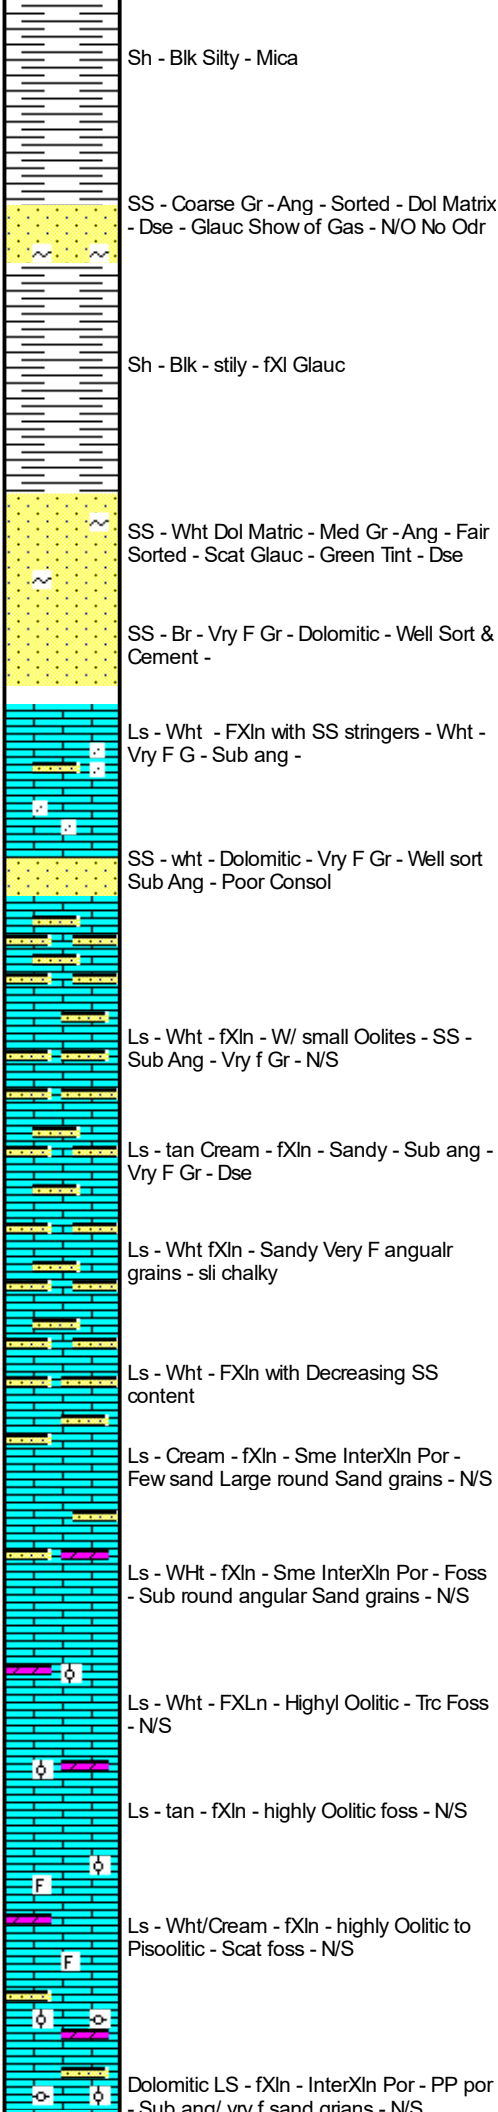 Sh - Blk Silty - Mica
SS - Coarse Gr - Ang - Sorted - Dol Matrix
- Dse - Glauc Show of Gas - N/O No Odr
Sh - Blk - stily - fXl Glauc
SS - Wht Dol Matric - Med Gr - Ang - Fair
Sorted - Scat Glauc - Green Tint - Dse
SS - Br - Vry F Gr - Dolomitic - Well Sort &
Cement -
Ls - Wht - FXln with SS stringers - Wht -
Vry F G - Sub ang -
SS - wht - Dolomitic - Vry F Gr - Well sort
Sub Ang - Poor Consol
Ls - Wht - fXln - W/ small Oolites - SS -
Sub Ang - Vry f Gr - N/S
Ls - tan Cream - fXln - Sandy - Sub ang -
Vry F Gr - Dse
Ls - Wht fXln - Sandy Very F angualr
grains - sli chalky
Ls - Wht - FXln with Decreasing SS
content
Ls - Cream - fXln - Sme InterXln Por -
Few sand Large round Sand grains - N/S
Ls - WHt - fXln - Sme InterXln Por - Foss
- Sub round angular Sand grains - N/S
Ls - Wht - FXLn - Highyl Oolitic - Trc Foss
- N/S
Ls - tan - fXln - highly Oolitic foss - N/S
F
Ls - Wht/Cream - fXln - highly Oolitic to
Pisoolitic - Scat foss - N/S
F
Dolomitic LS - fXln - InterXln Por - PP por
- Sub ang/ vry f sand grians - N/S